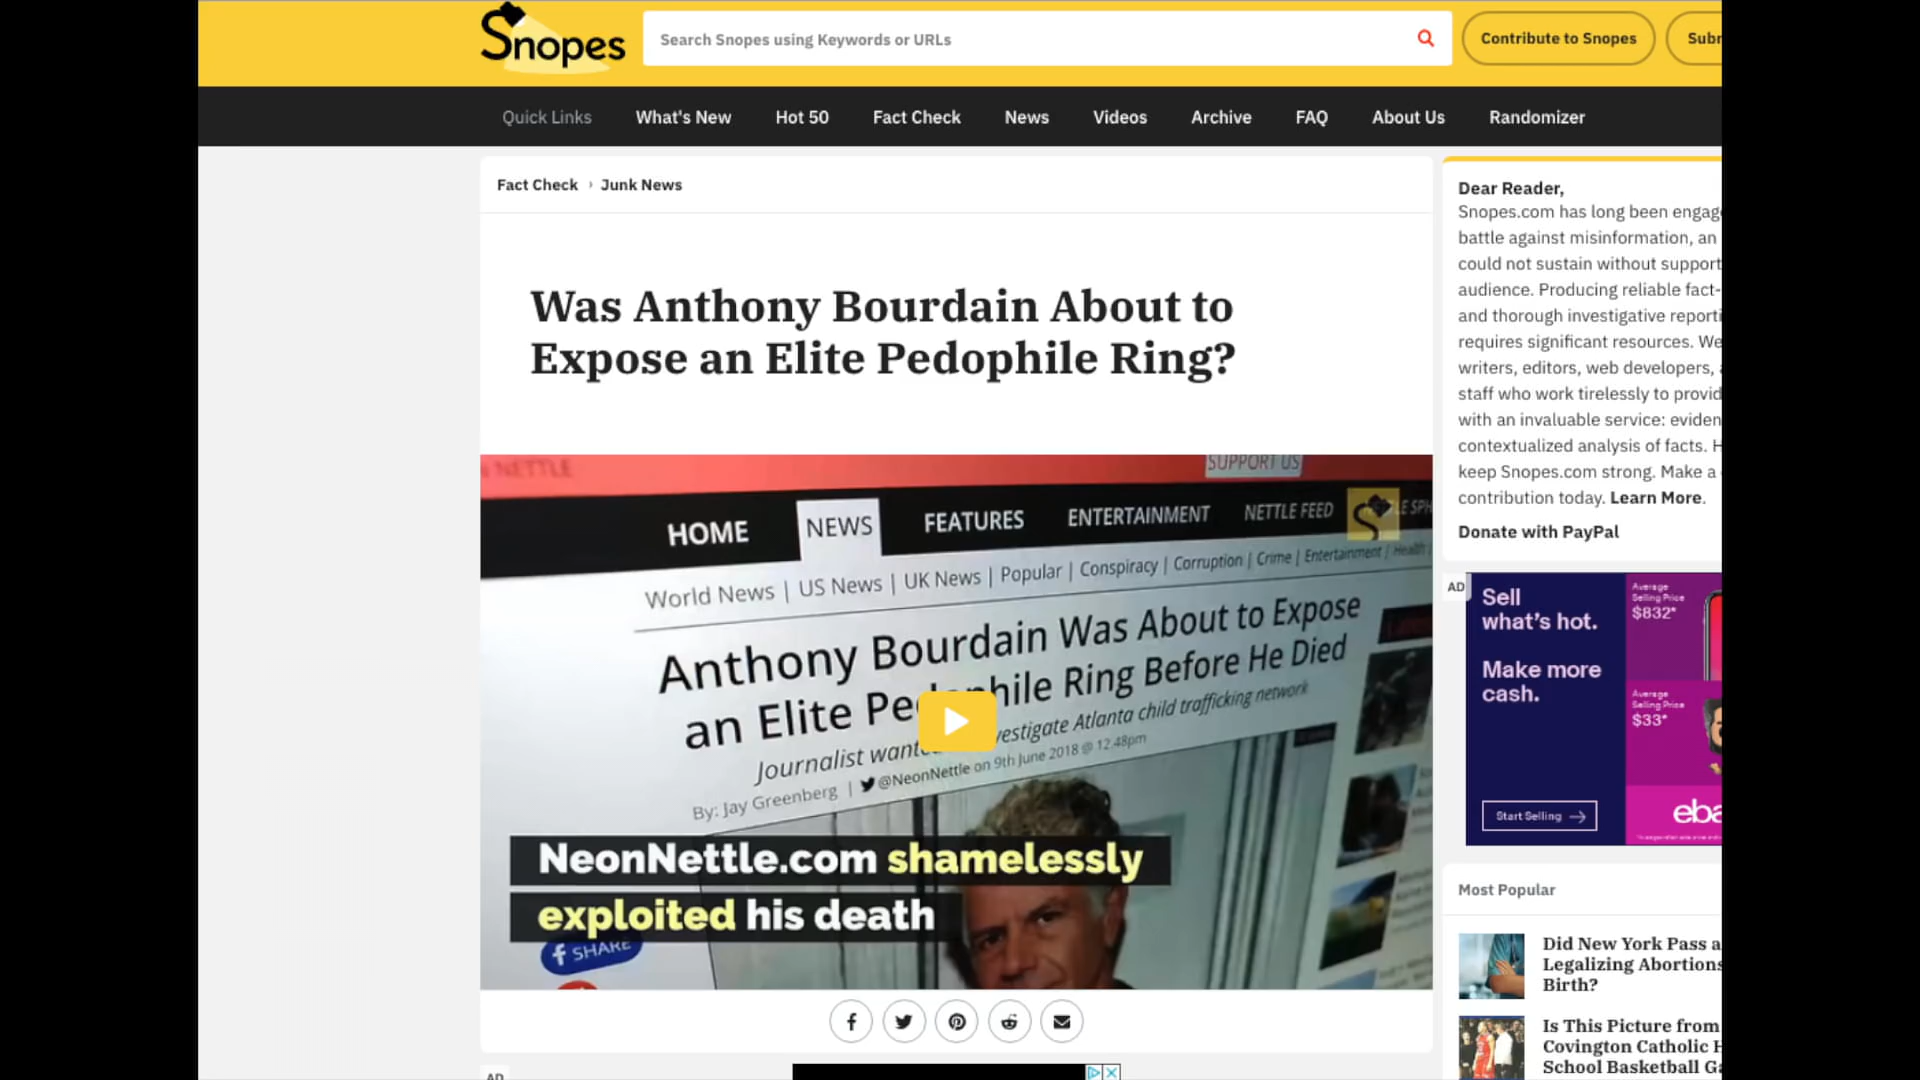 Snopes
Search Snopes using Keywords or URLs
Contribute to Snopes
Subr
Quick Links
What's New
Hot 50
Fact Check
News
Videos
Archive
FAQ
About Us
Randomizer
Fact Check › Junk News
Was Anthony Bourdain About to
Expose an Elite Pedophile Ring?
NETTLE
SUPPORT US
HOME
NEWS
FEATURES
ENTERTAINMENT
NETTLE FEED
World News | US News | UK News | Popular | Conspiracy | Corruption | Crime | Entertainment | Health
Anthony Bourdain Was About to Expose
an Elite Pedophile Ring Before He Died
Journalist wanted vestigate Atlanta child trafficking network
By: Jay Greenberg | @NeonNettle on 9th June 2018 @ 12:48pm
NeonNettle.com shamelessly
exploited his death
SHARE
AD
Dear Reader,
Snopes.com has long been engag
battle against misinformation, an
could not sustain without support
audience. Producing reliable fact-
and thorough investigative reporti
requires significant resources. We
writers, editors, web developers,
staff who work tirelessly to provid
with an invaluable service: eviden
contextualized analysis of facts. H
keep Snopes.com strong. Make a
contribution today. Learn More.
Donate with PayPal
AD
Sell
what's hot.
Make more
cash.
Start Selling
Average
Selling Price
$832*
Average
Selling Price
$33*
eba
Most Popular
Did New York Pass a
Legalizing Abortions
Birth?
Is This Picture from
Covington Catholic H
School Basketball Ga